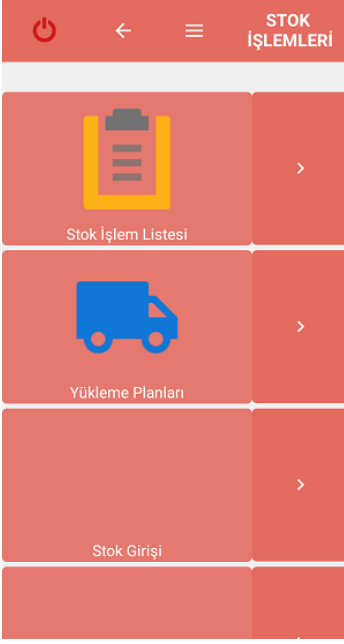 STOK
İŞLEMLERİ
Stok İşlem Listesi
Yükleme Planları
Stok Girişi